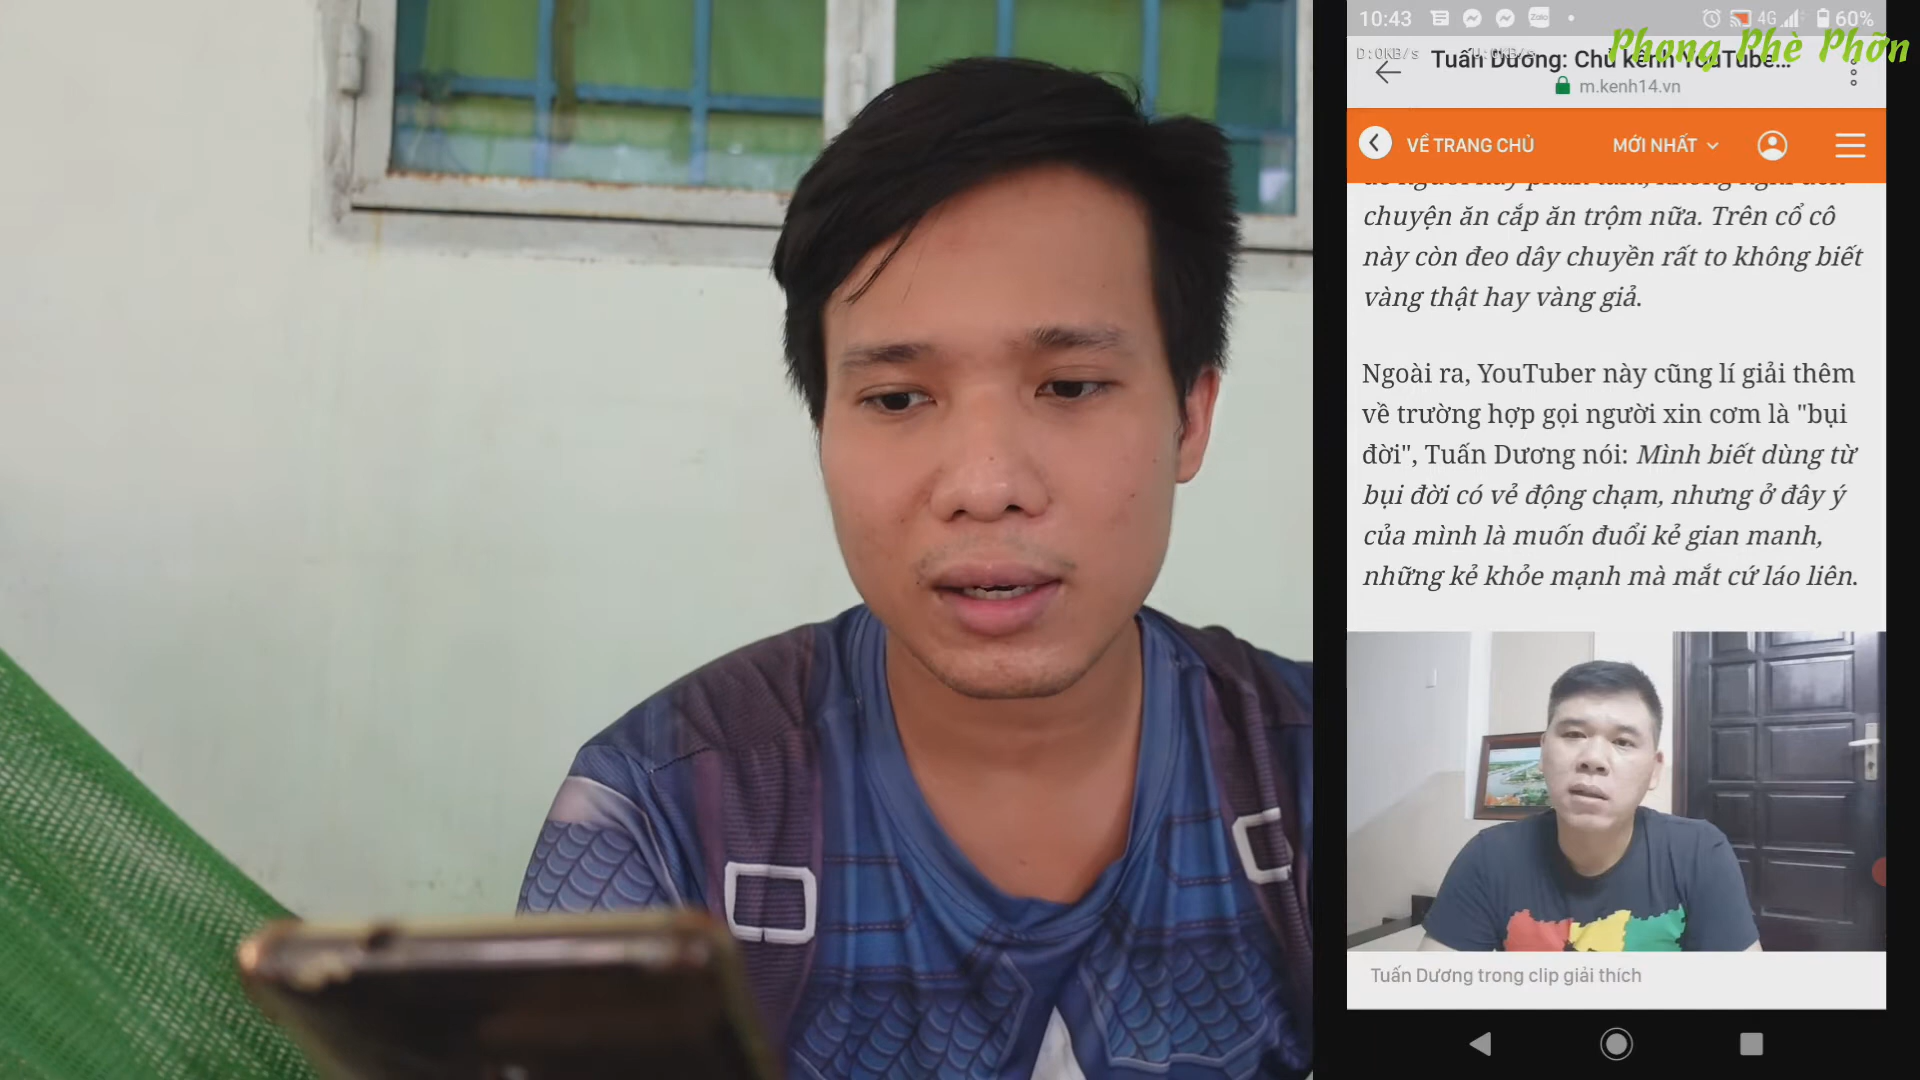 10:43
Zalo
4G
60%
Phong Phè Phỡn
D:0KB/s
U:0KB/s
Tuấn Dương: Chủ kênh YouTube...
m.kenh14.vn
VỀ TRANG CHỦ
MỚI NHẤT
chuyện ăn cắp ăn trộm nữa. Trên cổ cô
này còn đeo dây chuyền rất to không biết
vàng thật hay vàng giả.
Ngoài ra, YouTuber này cũng lí giải thêm
về trường hợp gọi người xin cơm là "bụi
đời", Tuấn Dương nói: Mình biết dùng từ
bụi đời có vẻ động chạm, nhưng ở đây ý
của mình là muốn đuổi kẻ gian manh,
những kẻ khỏe mạnh mà mắt cứ láo liên.
Tuấn Dương trong clip giải thích